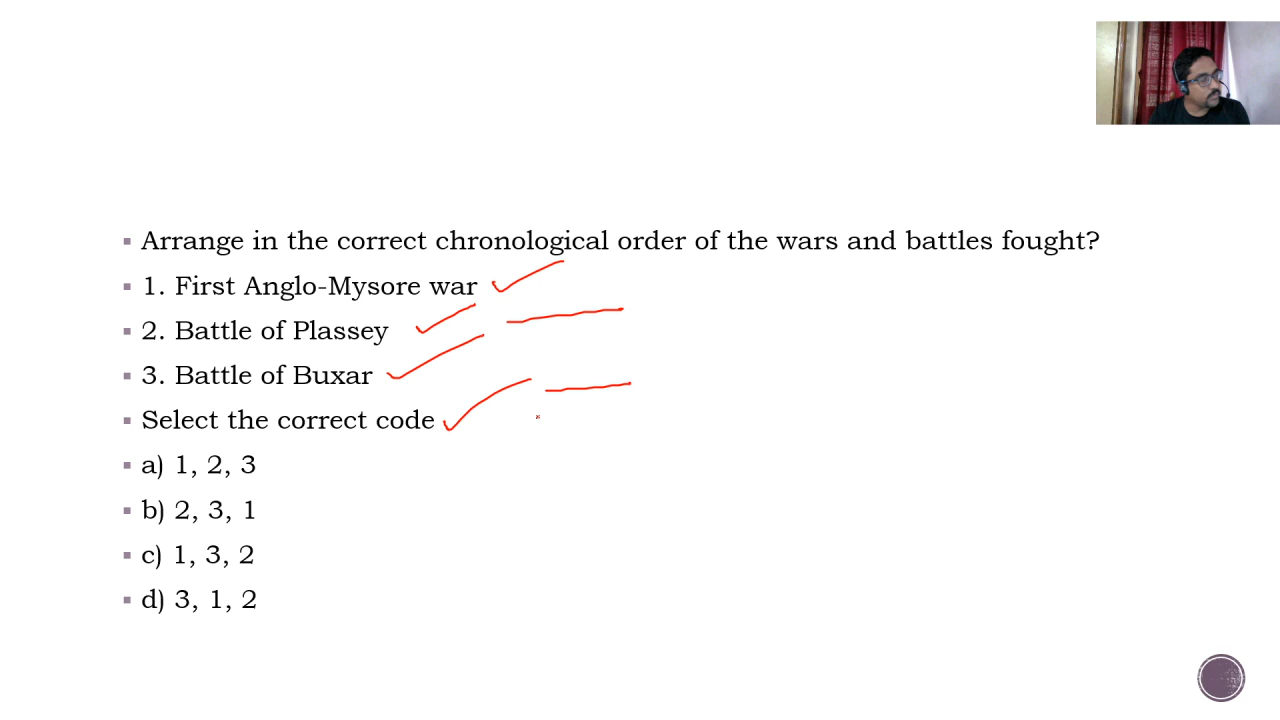 Arrange in the correct chronological order of the wars and battles fought?
1. First Anglo-Mysore war
2. Battle of Plassey
3. Battle of Buxar
Select the correct code
a) 1, 2, 3
b) 2, 3, 1
c) 1, 3, 2
d) 3, 1, 2